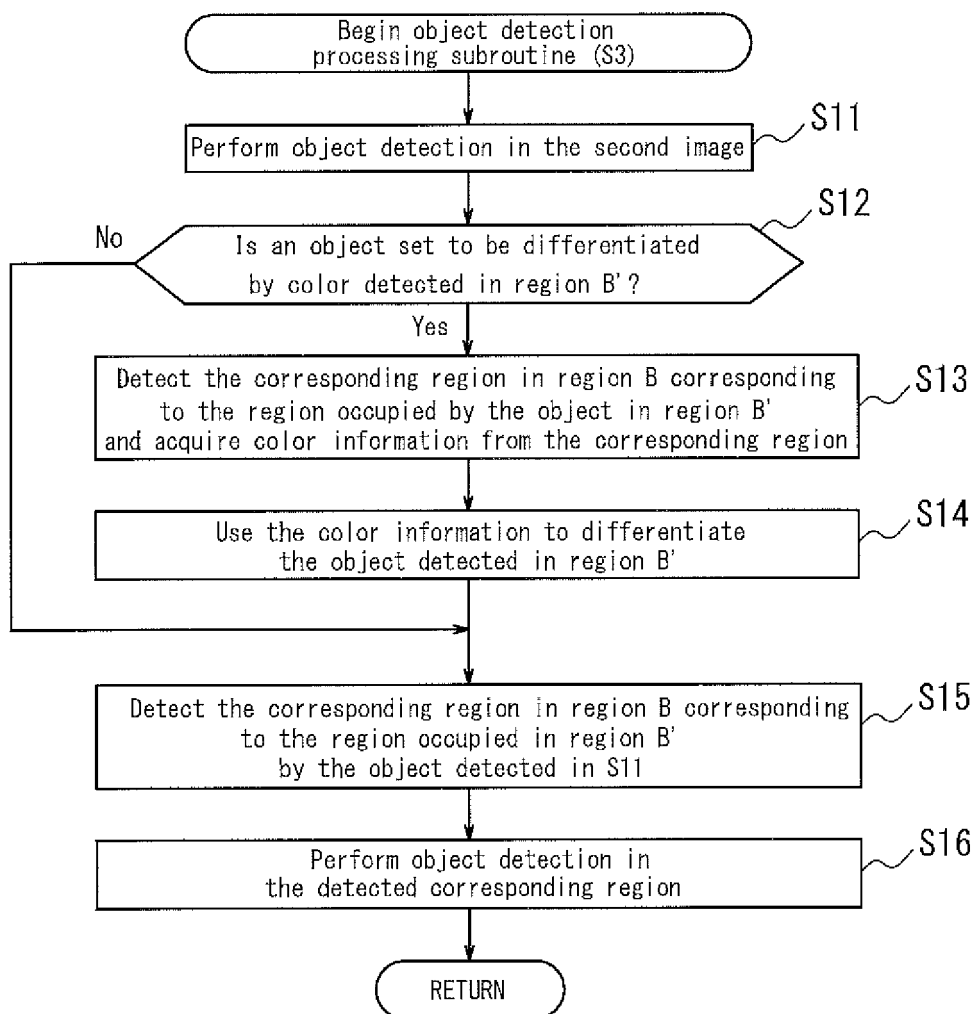 Begin object detection
processing subroutine (S3)
S11
Perform object detection in the second image
S12
No
Is an object set to be differentiated
by color detected in region B'?
Yes
S13
Detect the corresponding region in region B corresponding
to the region occupied by the object in region B'
and acquire color information from the corresponding region
S14
Use the color information to differentiate
the object detected in region B'
S15
Detect the corresponding region in region B corresponding
to the region occupied in region B'
by the object detected in S11
S16
Perform object detection in
the detected corresponding region
RETURN